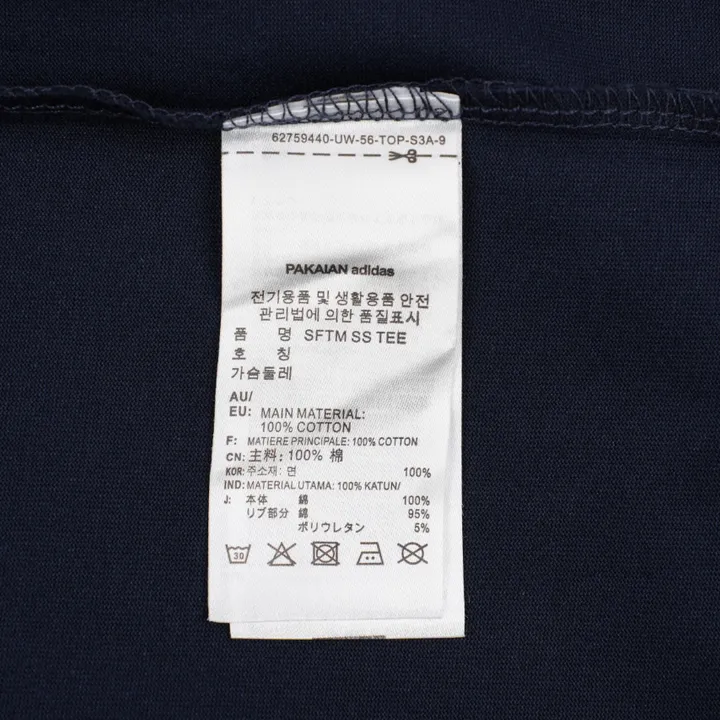 62759440-UW-56-TOP-S3A-9
PAKAIAN adidas
전기용품 및 생활용품 안전
관리법에 의한 품질표시
품 명 SFTM SS TEE
호 칭
가슴둘레
AU/
EU: MAIN MATERIAL:
100% COTTON
F: MATIERE PRINCIPALE: 100% COTTON
CN: 主料: 100% 棉
KOR: 주소재: 면 100%
IND: MATERIAL UTAMA: 100% KATUN/
J: 本体 綿 100%
リブ部分 綿 95%
ポリウレタン 5%
30